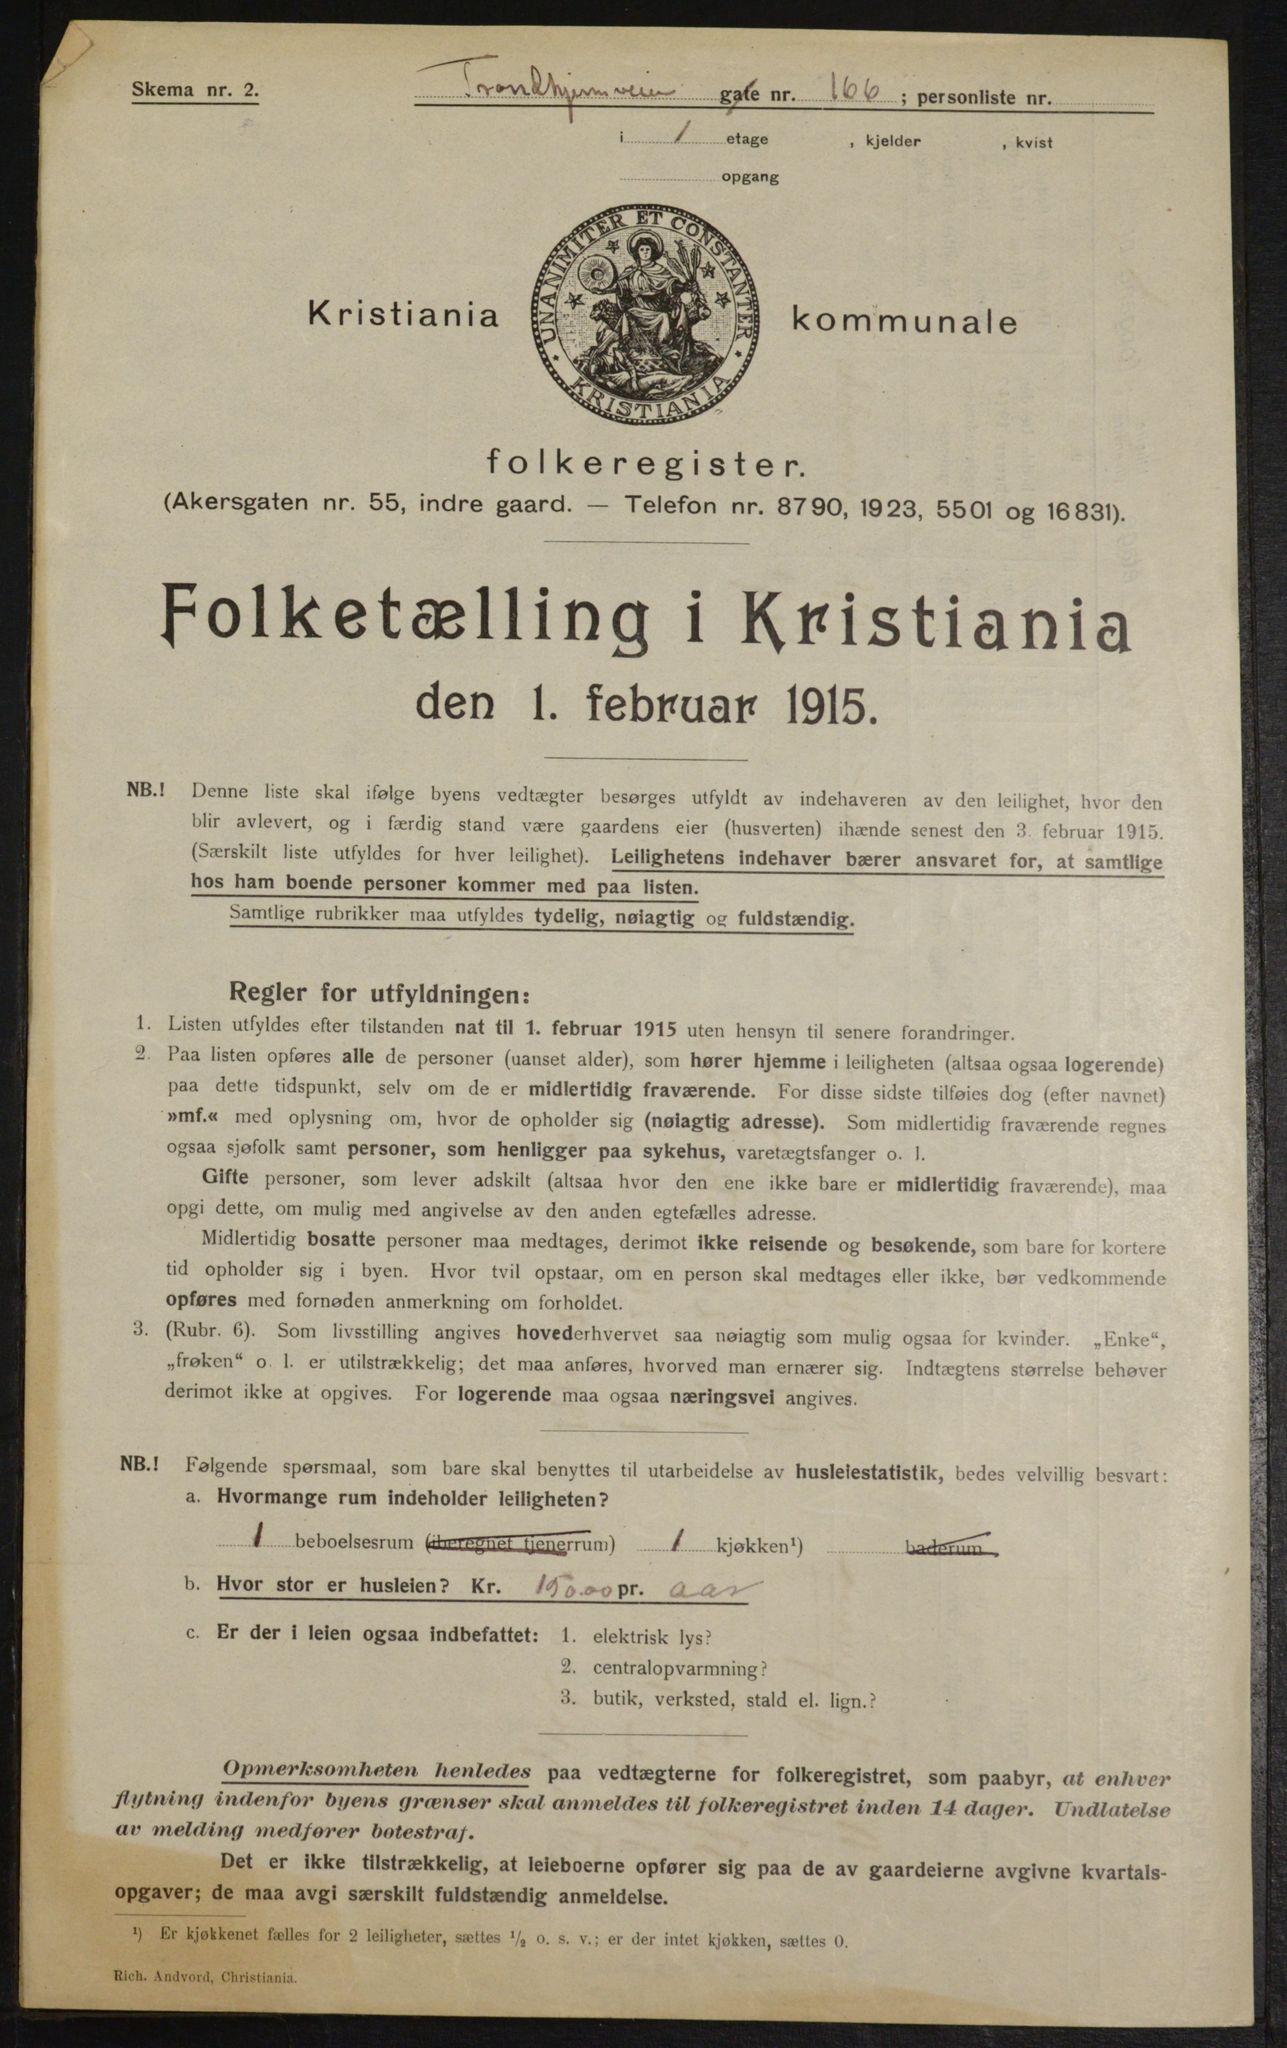 Skema nr. 2.
Trondhjemsveien gate nr. 166 ; personliste nr.
i 1 etage , kjelder , kvist
opgang
UNANIMITER ET CONSTANTER
KRISTIANIA
Kristiania kommunale
folkeregister.
(Akersgaten nr. 55, indre gaard. — Telefon nr. 8790, 1923, 5501 og 16831).
Folketælling i Kristiania
den 1. februar 1915.
NB.! Denne liste skal ifølge byens vedtægter besørges utfyldt av indehaveren av den leilighet, hvor den
blir avlevert, og i færdig stand være gaardens eier (husverten) ihænde senest den 3. februar 1915.
(Særskilt liste utfyldes for hver leilighet). Leilighetens indehaver bærer ansvaret for, at samtlige
hos ham boende personer kommer med paa listen.
Samtlige rubrikker maa utfyldes tydelig, nøiagtig og fuldstændig.
Regler for utfyldningen:
1. Listen utfyldes efter tilstanden nat til 1. februar 1915 uten hensyn til senere forandringer.
2. Paa listen opføres alle de personer (uanset alder), som hører hjemme i leiligheten (altsaa ogsaa logerende)
paa dette tidspunkt, selv om de er midlertidig fraværende. For disse sidste tilføies dog (efter navnet)
»mf.« med oplysning om, hvor de opholder sig (nøiagtig adresse). Som midlertidig fraværende regnes
ogsaa sjøfolk samt personer, som henligger paa sykehus, varetægtsfanger o. l.
Gifte personer, som lever adskilt (altsaa hvor den ene ikke bare er midlertidig fraværende), maa
opgi dette, om mulig med angivelse av den anden egtefælles adresse.
Midlertidig bosatte personer maa medtages, derimot ikke reisende og besøkende, som bare for kortere
tid opholder sig i byen. Hvor tvil opstaar, om en person skal medtages eller ikke, bør vedkommende
opføres med fornøden anmerkning om forholdet.
3. (Rubr. 6). Som livsstilling angives hovederhvervet saa nøiagtig som mulig ogsaa for kvinder. „Enke“,
„frøken“ o. l. er utilstrækkelig; det maa anføres, hvorved man ernærer sig. Indtægtens størrelse behøver
derimot ikke at opgives. For logerende maa ogsaa næringsvei angives.
NB.! Følgende spørsmaal, som bare skal benyttes til utarbeidelse av husleiestatistik, bedes velvillig besvart:
a. Hvormange rum indeholder leiligheten?
1 beboelsesrum (iberegnet tjenerrum) 1 kjøkken¹) baderum
b. Hvor stor er husleien? Kr. 150.00 pr. aar
c. Er der i leien ogsaa indbefattet: 1. elektrisk lys?
2. centralopvarmning?
3. butik, verksted, stald el. lign.?
Opmerksomheten henledes paa vedtægterne for folkeregistret, som paabyr, at enhver
flytning indenfor byens grænser skal anmeldes til folkeregistret inden 14 dager. Undlatelse
av melding medfører bøtestraf.
Det er ikke tilstrækkelig, at leieboerne opfører sig paa de av gaardeierne avgivne kvartals-
opgaver; de maa avgi særskilt fuldstændig anmeldelse.
¹) Er kjøkkenet fælles for 2 leiligheter, sættes ½ o. s. v.; er der intet kjøkken, sættes 0.
Rich. Andvord, Christiania.